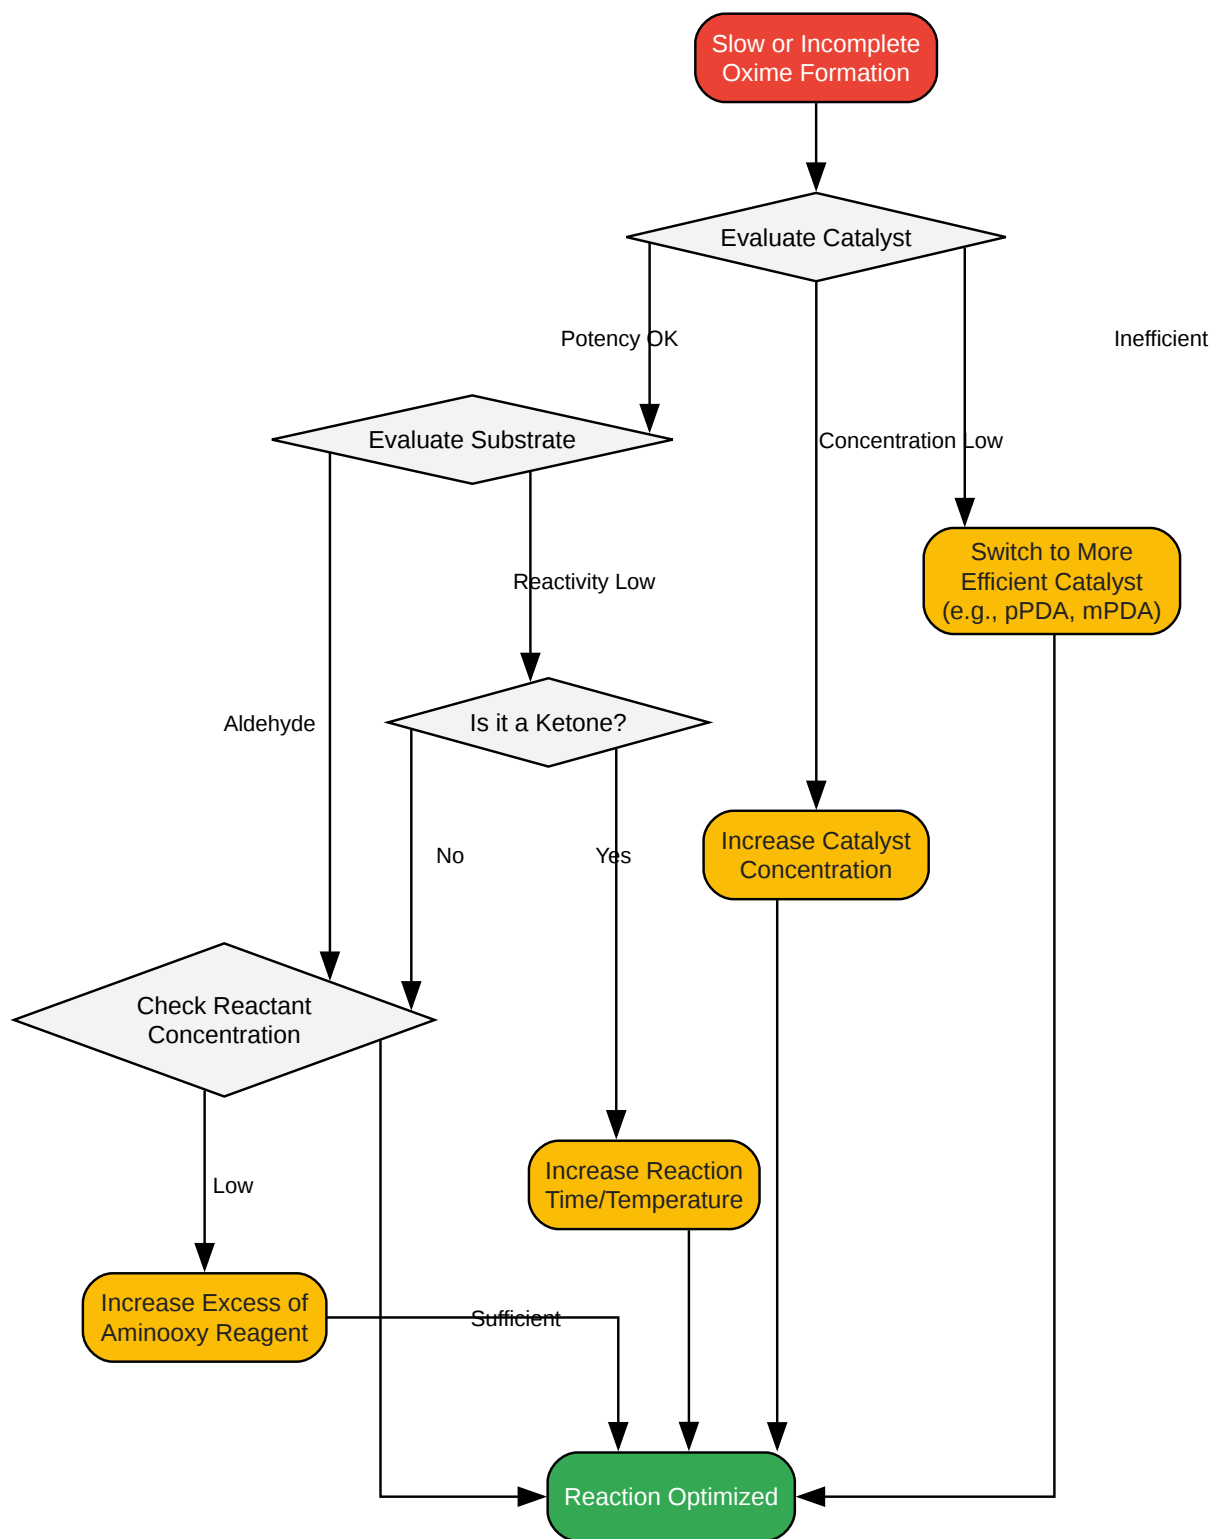 Slow or Incomplete
Oxime Formation
Evaluate Catalyst
Potency OK
Inefficient
Evaluate Substrate
Concentration Low
Switch to More
Efficient Catalyst
(e.g., pPDA, mPDA)
Reactivity Low
Aldehyde
Is it a Ketone?
Increase Catalyst
Concentration
No
Yes
Check Reactant
Concentration
Increase Reaction
Time/Temperature
Low
Increase Excess of
Aminooxy Reagent
Sufficient
Reaction Optimized